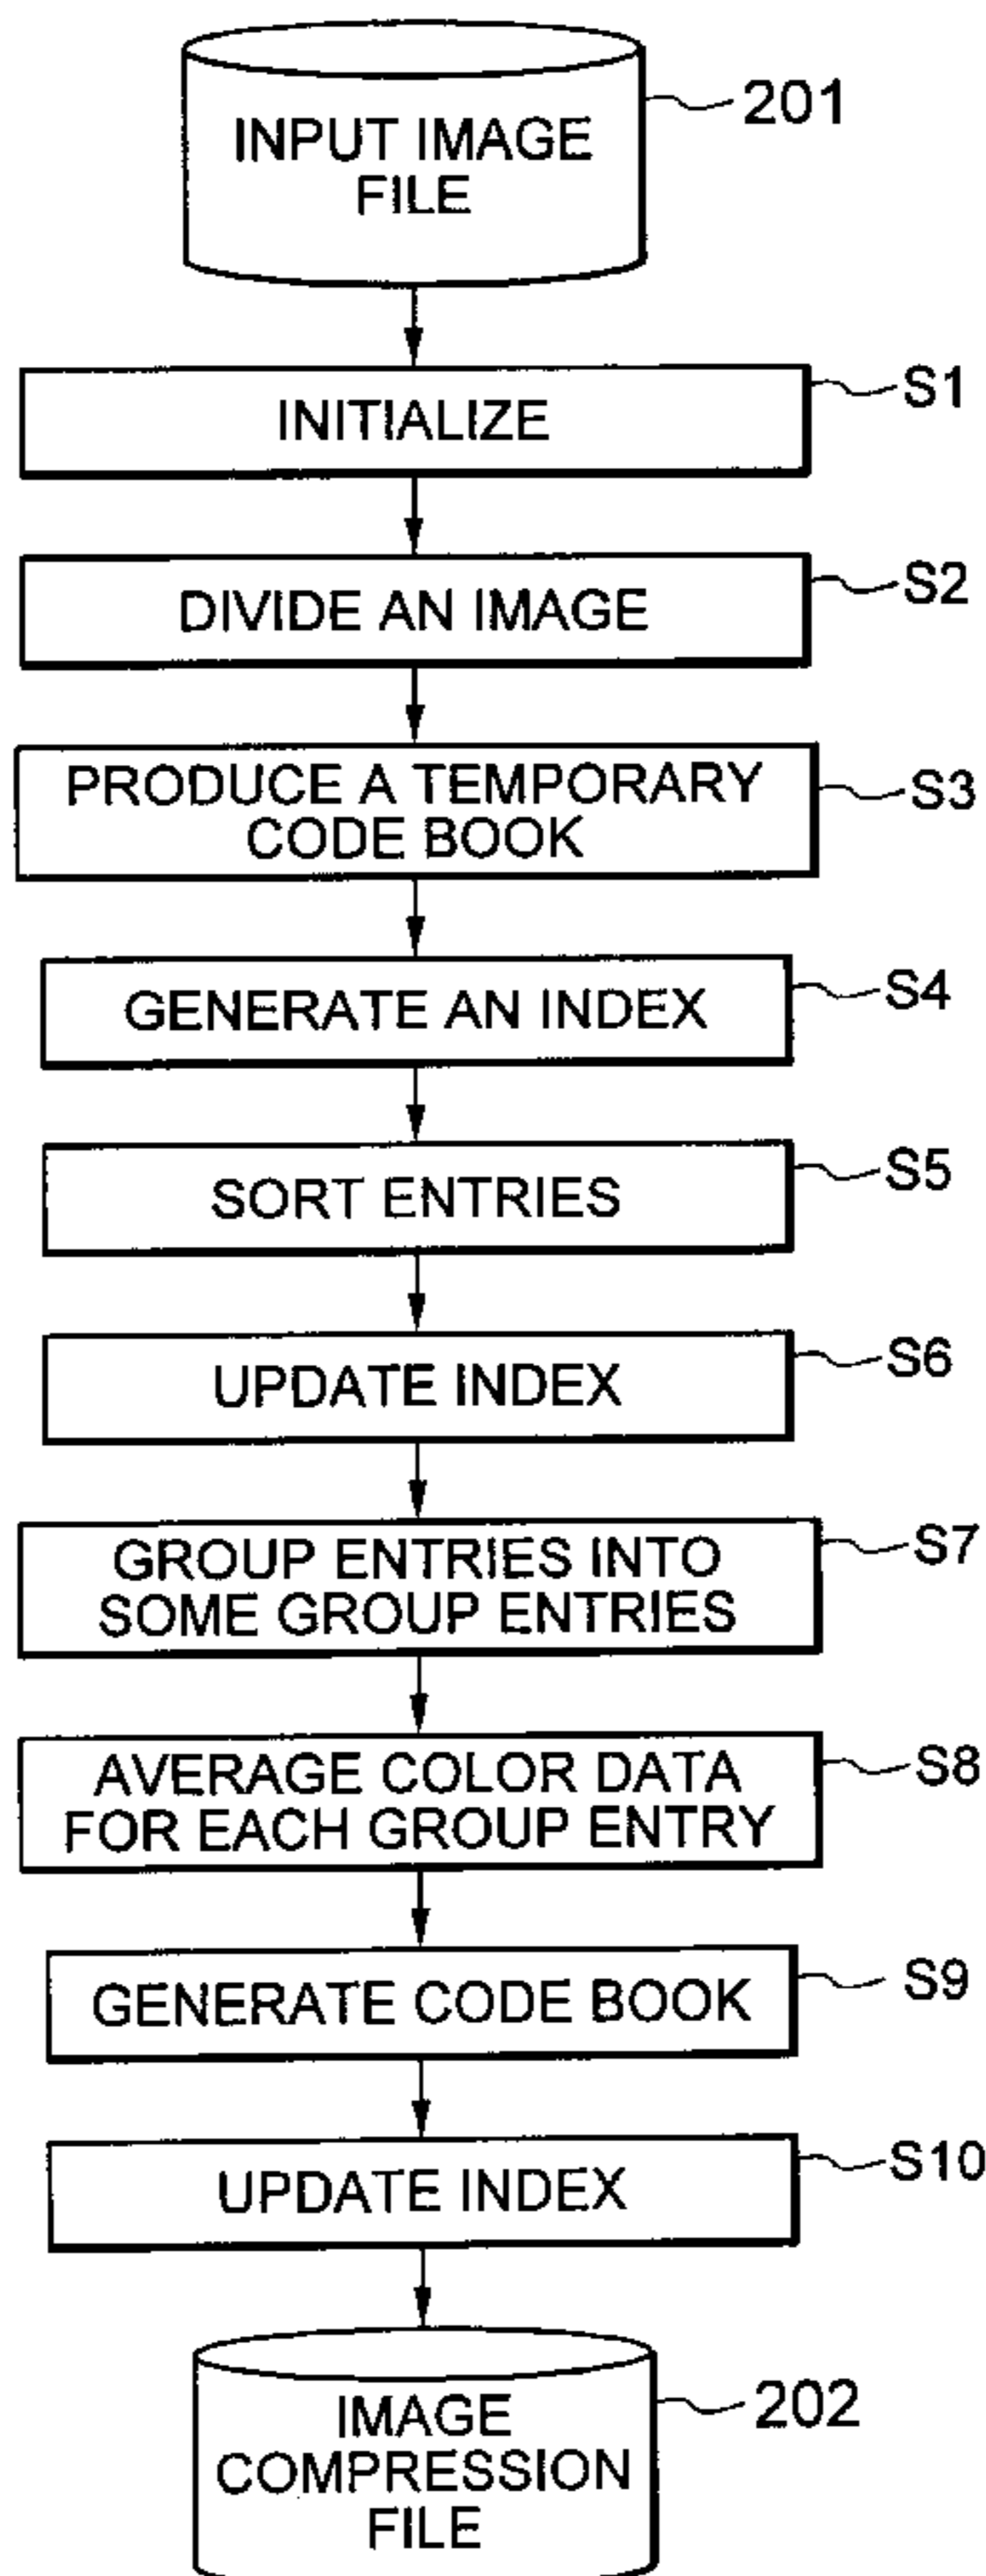 INPUT IMAGE
FILE
201
INITIALIZE
S1
DIVIDE AN IMAGE
S2
PRODUCE A TEMPORARY
CODE BOOK
S3
GENERATE AN INDEX
S4
SORT ENTRIES
S5
UPDATE INDEX
S6
GROUP ENTRIES INTO
SOME GROUP ENTRIES
S7
AVERAGE COLOR DATA
FOR EACH GROUP ENTRY
S8
GENERATE CODE BOOK
S9
UPDATE INDEX
S10
IMAGE
COMPRESSION
FILE
202